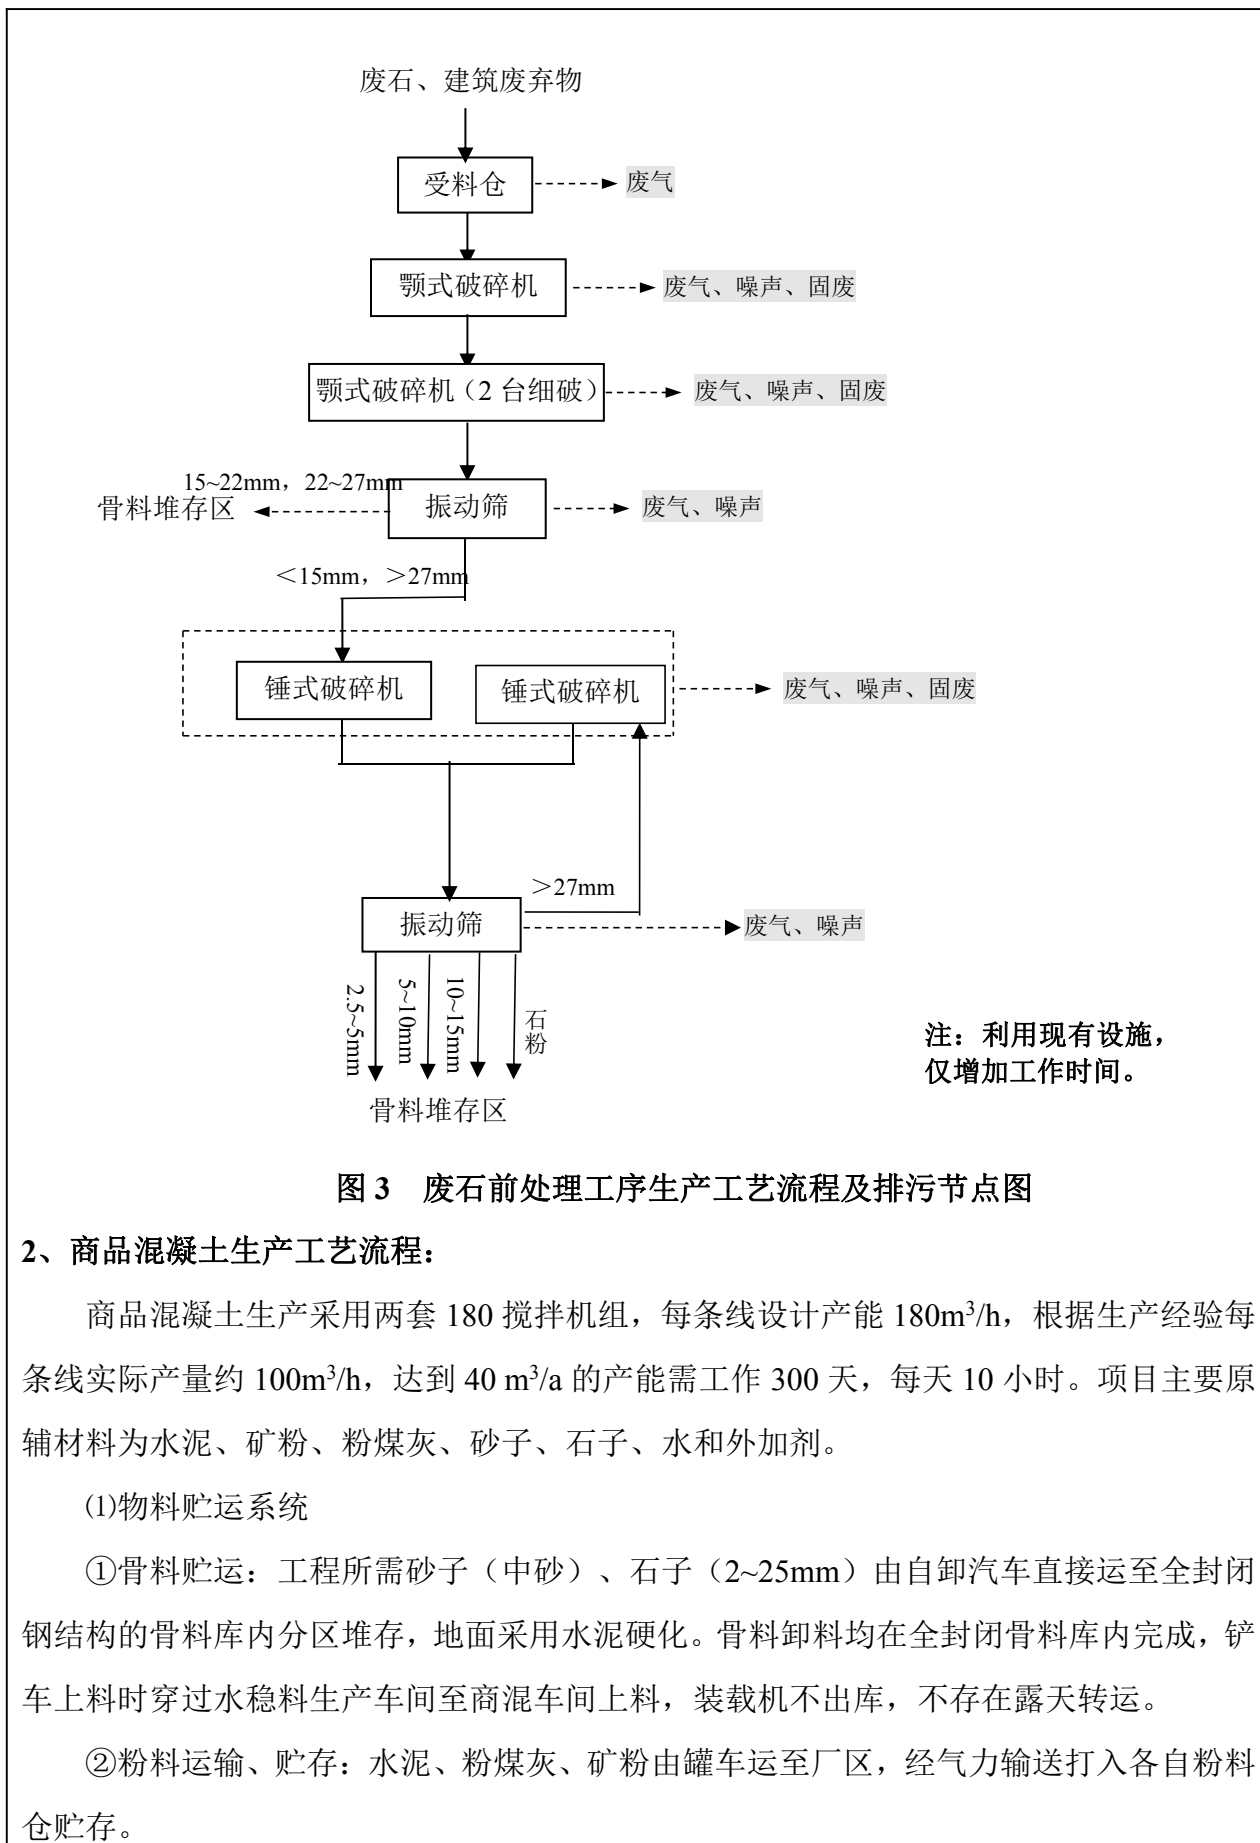 废石、建筑废弃物
受料仓
废气
颚式破碎机
废气、噪声、固废
颚式破碎机（2 台细破）
废气、噪声、固废
15~22mm，22~27mm
骨料堆存区
振动筛
废气、噪声
＜15mm，＞27mm
锤式破碎机
锤式破碎机
废气、噪声、固废
＞27mm
振动筛
废气、噪声
2.5~5mm
5~10mm
10~15mm
石粉
骨料堆存区
注：利用现有设施，
仅增加工作时间。
图 3 废石前处理工序生产工艺流程及排污节点图
2、商品混凝土生产工艺流程：
商品混凝土生产采用两套 180 搅拌机组，每条线设计产能 180m³/h，根据生产经验每
条线实际产量约 100m³/h，达到 40 m³/a 的产能需工作 300 天，每天 10 小时。项目主要原
辅材料为水泥、矿粉、粉煤灰、砂子、石子、水和外加剂。
⑴物料贮运系统
①骨料贮运：工程所需砂子（中砂）、石子（2~25mm）由自卸汽车直接运至全封闭
钢结构的骨料库内分区堆存，地面采用水泥硬化。骨料卸料均在全封闭骨料库内完成，铲
车上料时穿过水稳料生产车间至商混车间上料，装载机不出库，不存在露天转运。
②粉料运输、贮存：水泥、粉煤灰、矿粉由罐车运至厂区，经气力输送打入各自粉料
仓贮存。